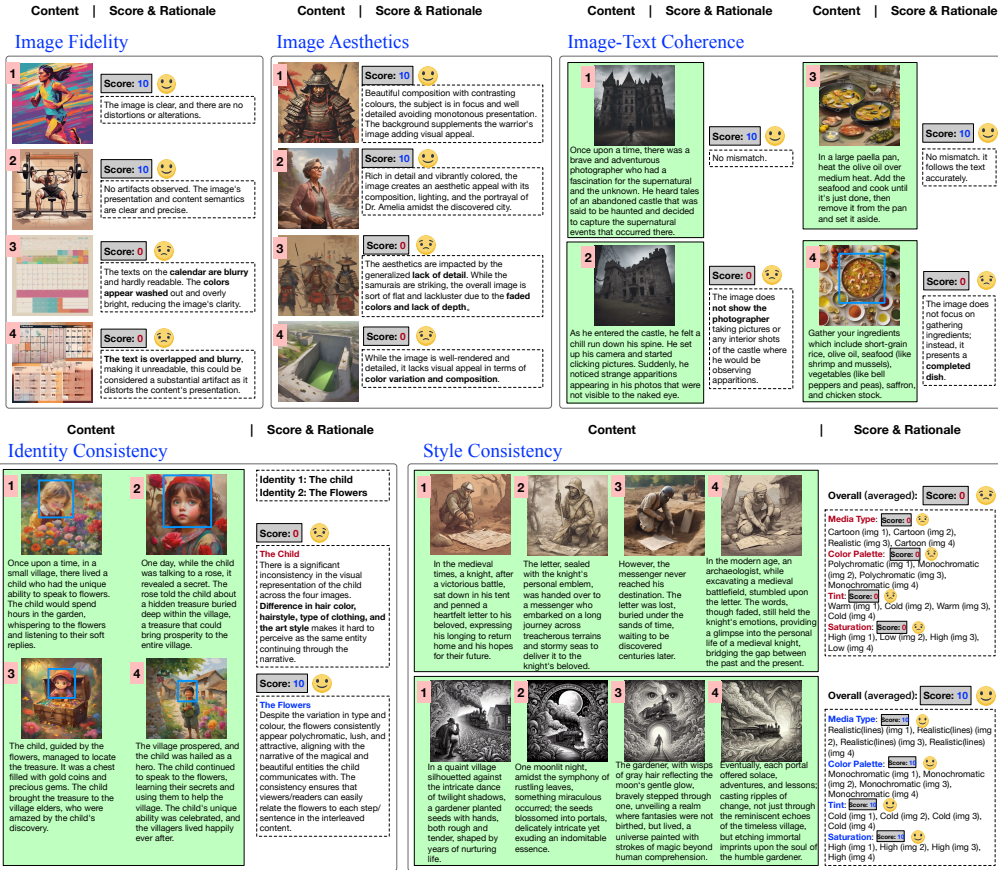 Content | Score & Rationale
Content | Score & Rationale
Content | Score & Rationale
Content | Score & Rationale
Image Fidelity
1
Score: 10
The image is clear, and there are no
distortions or alterations.
2
Score: 10
No artifacts observed. The image's
presentation and content semantics
are clear and precise.
3
Score: 0
The texts on the calendar are blurry
and hardly readable. The colors
appear washed out and overly
bright, reducing the image's clarity.
4
Score: 0
The text is overlapped and blurry,
making it unreadable, this could be
considered a substantial artifact as it
distorts the content's presentation.
Image Aesthetics
1
Score: 10
Beautiful composition with contrasting
colours, the subject is in focus and well
detailed avoiding monotonous presentation.
The background supplements the warrior's
image adding visual appeal.
2
Score: 10
Rich in detail and vibrantly colored, the
image creates an aesthetic appeal with its
composition, lighting, and the portrayal of
Dr. Amelia amidst the discovered city.
3
Score: 0
The aesthetics are impacted by the
generalized lack of detail. While the
samurais are striking, the overall image is
sort of flat and lackluster due to the faded
colors and lack of depth.
4
Score: 0
While the image is well-rendered and
detailed, it lacks visual appeal in terms of
color variation and composition.
Image-Text Coherence
1
Once upon a time, there was a
brave and adventurous
photographer who had a
fascination for the supernatural
and the unknown. He heard tales
of an abandoned castle that was
said to be haunted and decided
to capture the supernatural
events that occurred there.
Score: 10
No mismatch.
2
As he entered the castle, he felt a
chill run down his spine. He set
up his camera and started
clicking pictures. Suddenly, he
noticed strange apparitions
appearing in his photos that were
not visible to the naked eye.
Score: 0
The image does
not show the
photographer
taking pictures or
any interior shots
of the castle where
he would be
observing
apparitions.
3
In a large paella pan,
heat the olive oil over
medium heat. Add the
seafood and cook until
it's just done, then
remove it from the pan
and set it aside.
Score: 10
No mismatch. it
follows the text
accurately.
4
Gather your ingredients
which include short-grain
rice, olive oil, seafood (like
shrimp and mussels),
vegetables (like bell
peppers and peas), saffron,
and chicken stock.
Score: 0
The image does
not focus on
gathering
ingredients;
instead, it
presents a
completed
dish.
Content | Score & Rationale
Content | Score & Rationale
Identity Consistency
1
Once upon a time, in a
small village, there lived a
child who had the unique
ability to speak to flowers.
The child would spend
hours in the garden,
whispering to the flowers
and listening to their soft
replies.
2
One day, while the child
was talking to a rose, it
revealed a secret. The
rose told the child about
a hidden treasure buried
deep within the village,
a treasure that could
bring prosperity to the
entire village.
3
The child, guided by the
flowers, managed to locate
the treasure. It was a chest
filled with gold coins and
precious gems. The child
brought the treasure to the
village elders, who were
amazed by the child's
discovery.
4
The village prospered, and
the child was hailed as a
hero. The child continued
to speak to the flowers,
learning their secrets and
using them to help the
village. The child's unique
ability was celebrated, and
the villagers lived happily
ever after.
Identity 1: The child
Identity 2: The Flowers
Score: 0
The Child
There is a significant
inconsistency in the visual
representation of the child
across the four images.
Difference in hair color,
hairstyle, type of clothing, and
the art style makes it hard to
perceive as the same entity
continuing through the
narrative.
Score: 10
The Flowers
Despite the variation in type and
colour, the flowers consistently
appear polychromatic, lush, and
attractive, aligning with the
narrative of the magical and
beautiful entities the child
communicates with. The
consistency ensures that
viewers/readers can easily
relate the flowers to each step/
sentence in the interleaved
content.
Style Consistency
1
In the medieval
times, a knight, after
a victorious battle,
sat down in his tent
and penned a
heartfelt letter to his
beloved, expressing
his longing to return
home and his hopes
for their future.
2
The letter, sealed
with the knight's
personal emblem,
was handed over to
a messenger who
embarked on a long
journey across
treacherous terrains
and stormy seas to
deliver it to the
knight's beloved.
3
However, the
messenger never
reached his
destination. The
letter was lost,
buried under the
sands of time,
waiting to be
discovered
centuries later.
4
In the modern age, an
archaeologist, while
excavating a medieval
battlefield, stumbled
upon the letter. The
words, though
faded, still held the
knight's emotions, providing
a glimpse into the personal
life of a medieval knight,
bridging the gap between
the past and the present.
Overall (averaged): Score: 0
Media Type: Score: 0
Cartoon (img 1), Cartoon (img 2),
Realistic (img 3), Cartoon (img 4)
Color Palette: Score: 0
Polychromatic (img 1), Monochromatic
(img 2), Polychromatic (img 3),
Monochromatic (img 4)
Tint: Score: 0
Warm (img 1), Cold (img 2), Warm (img 3),
Cold (img 4)
Saturation: Score: 0
High (img 1), Low (img 2), High (img 3),
Low (img 4)
1
In a quaint village
silhouetted against
the intricate dance
of twilight shadows,
a gardener planted
seeds with hands,
both rough and
tender, shaped by
years of nurturing
life.
2
One moonlit night,
amidst the symphony of
rustling leaves,
something miraculous
occurred; the seeds
blossomed into portals,
delicately intricate yet
exuding an indomitable
essence.
3
The gardener, with wisps
of gray hair reflecting the
moon's gentle glow,
bravely stepped through
one, unveiling a realm
where fantasies were not
birthed, but lived, a
universe painted with
strokes of magic beyond
human comprehension.
4
Eventually, each portal
offered solace,
adventures, and lessons;
casting ripples of
change, not just through
the reminiscent echoes
of the timeless village,
but etching immortal
imprints upon the soul of
the humble gardener.
Overall (averaged): Score: 10
Media Type: Score: 10
Realistic(lines) (img 1), Realistic(lines) (img
2), Realistic(lines) (img 3), Realistic(lines)
(img 4)
Color Palette: Score: 10
Monochromatic (img 1), Monochromatic
(img 2), Monochromatic (img 3),
Monochromatic (img 4)
Tint: Score: 10
Cold (img 1), Cold (img 2), Cold (img 3),
Cold (img 4)
Saturation: Score: 10
High (img 1), High (img 2), High (img 3),
High (img 4)